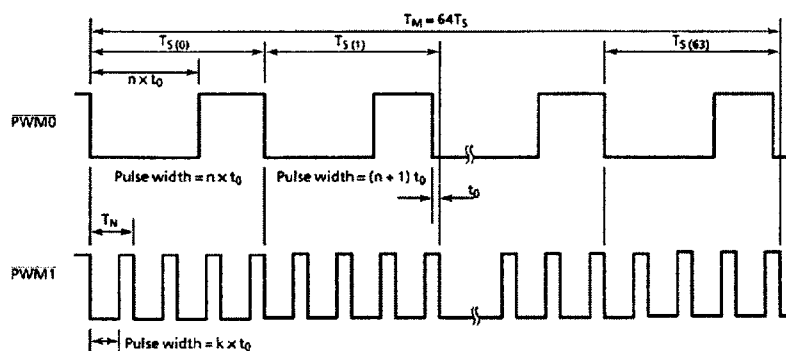 T_M = 64T_S
T_S(0) T_S(1) T_S(63)
n × t_0
PWM0
Pulse width = n × t_0 Pulse width = (n + 1) t_0
t_0
T_N
PWM1
Pulse width = k × t_0